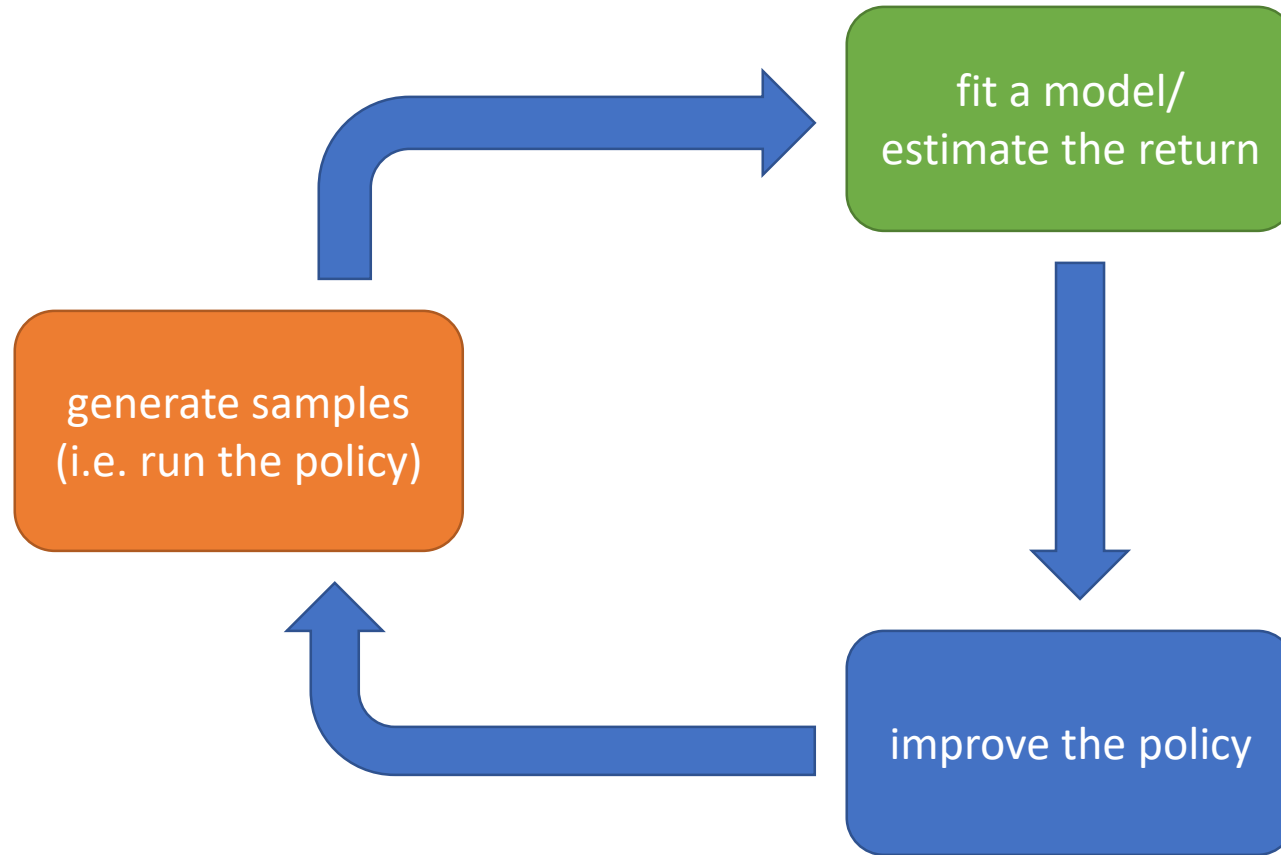 fit a model/
estimate the return
generate samples
(i.e. run the policy)
improve the policy